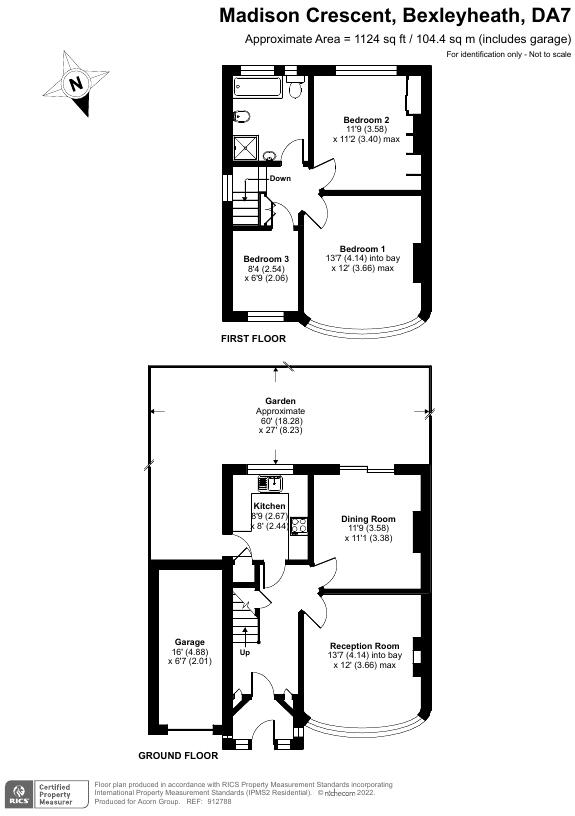 Madison Crescent, Bexleyheath, DA7
Approximate Area = 1124 sq ft / 104.4 sq m (includes garage)
For identification only - Not to scale
N
Bedroom 2
11'9 (3.58)
x 11'2 (3.40) max
Down
Bedroom 1
13'7 (4.14) into bay
x 12' (3.66) max
Bedroom 3
8'4 (2.54)
x 6'9 (2.06)
FIRST FLOOR
Garden
Approximate
60' (18.28)
x 27' (8.23)
Kitchen
8'9 (2.67)
x 8' (2.44)
Dining Room
11'9 (3.58)
x 11'1 (3.38)
Garage
16' (4.88)
x 6'7 (2.01)
Up
Reception Room
13'7 (4.14) into bay
x 12' (3.66) max
GROUND FLOOR
RICS
Certified
Property
Measurer
Floor plan produced in accordance with RICS Property Measurement Standards incorporating
International Property Measurement Standards (IPMS2 Residential). © nichecom 2022.
Produced for Acorn Group. REF: 912788